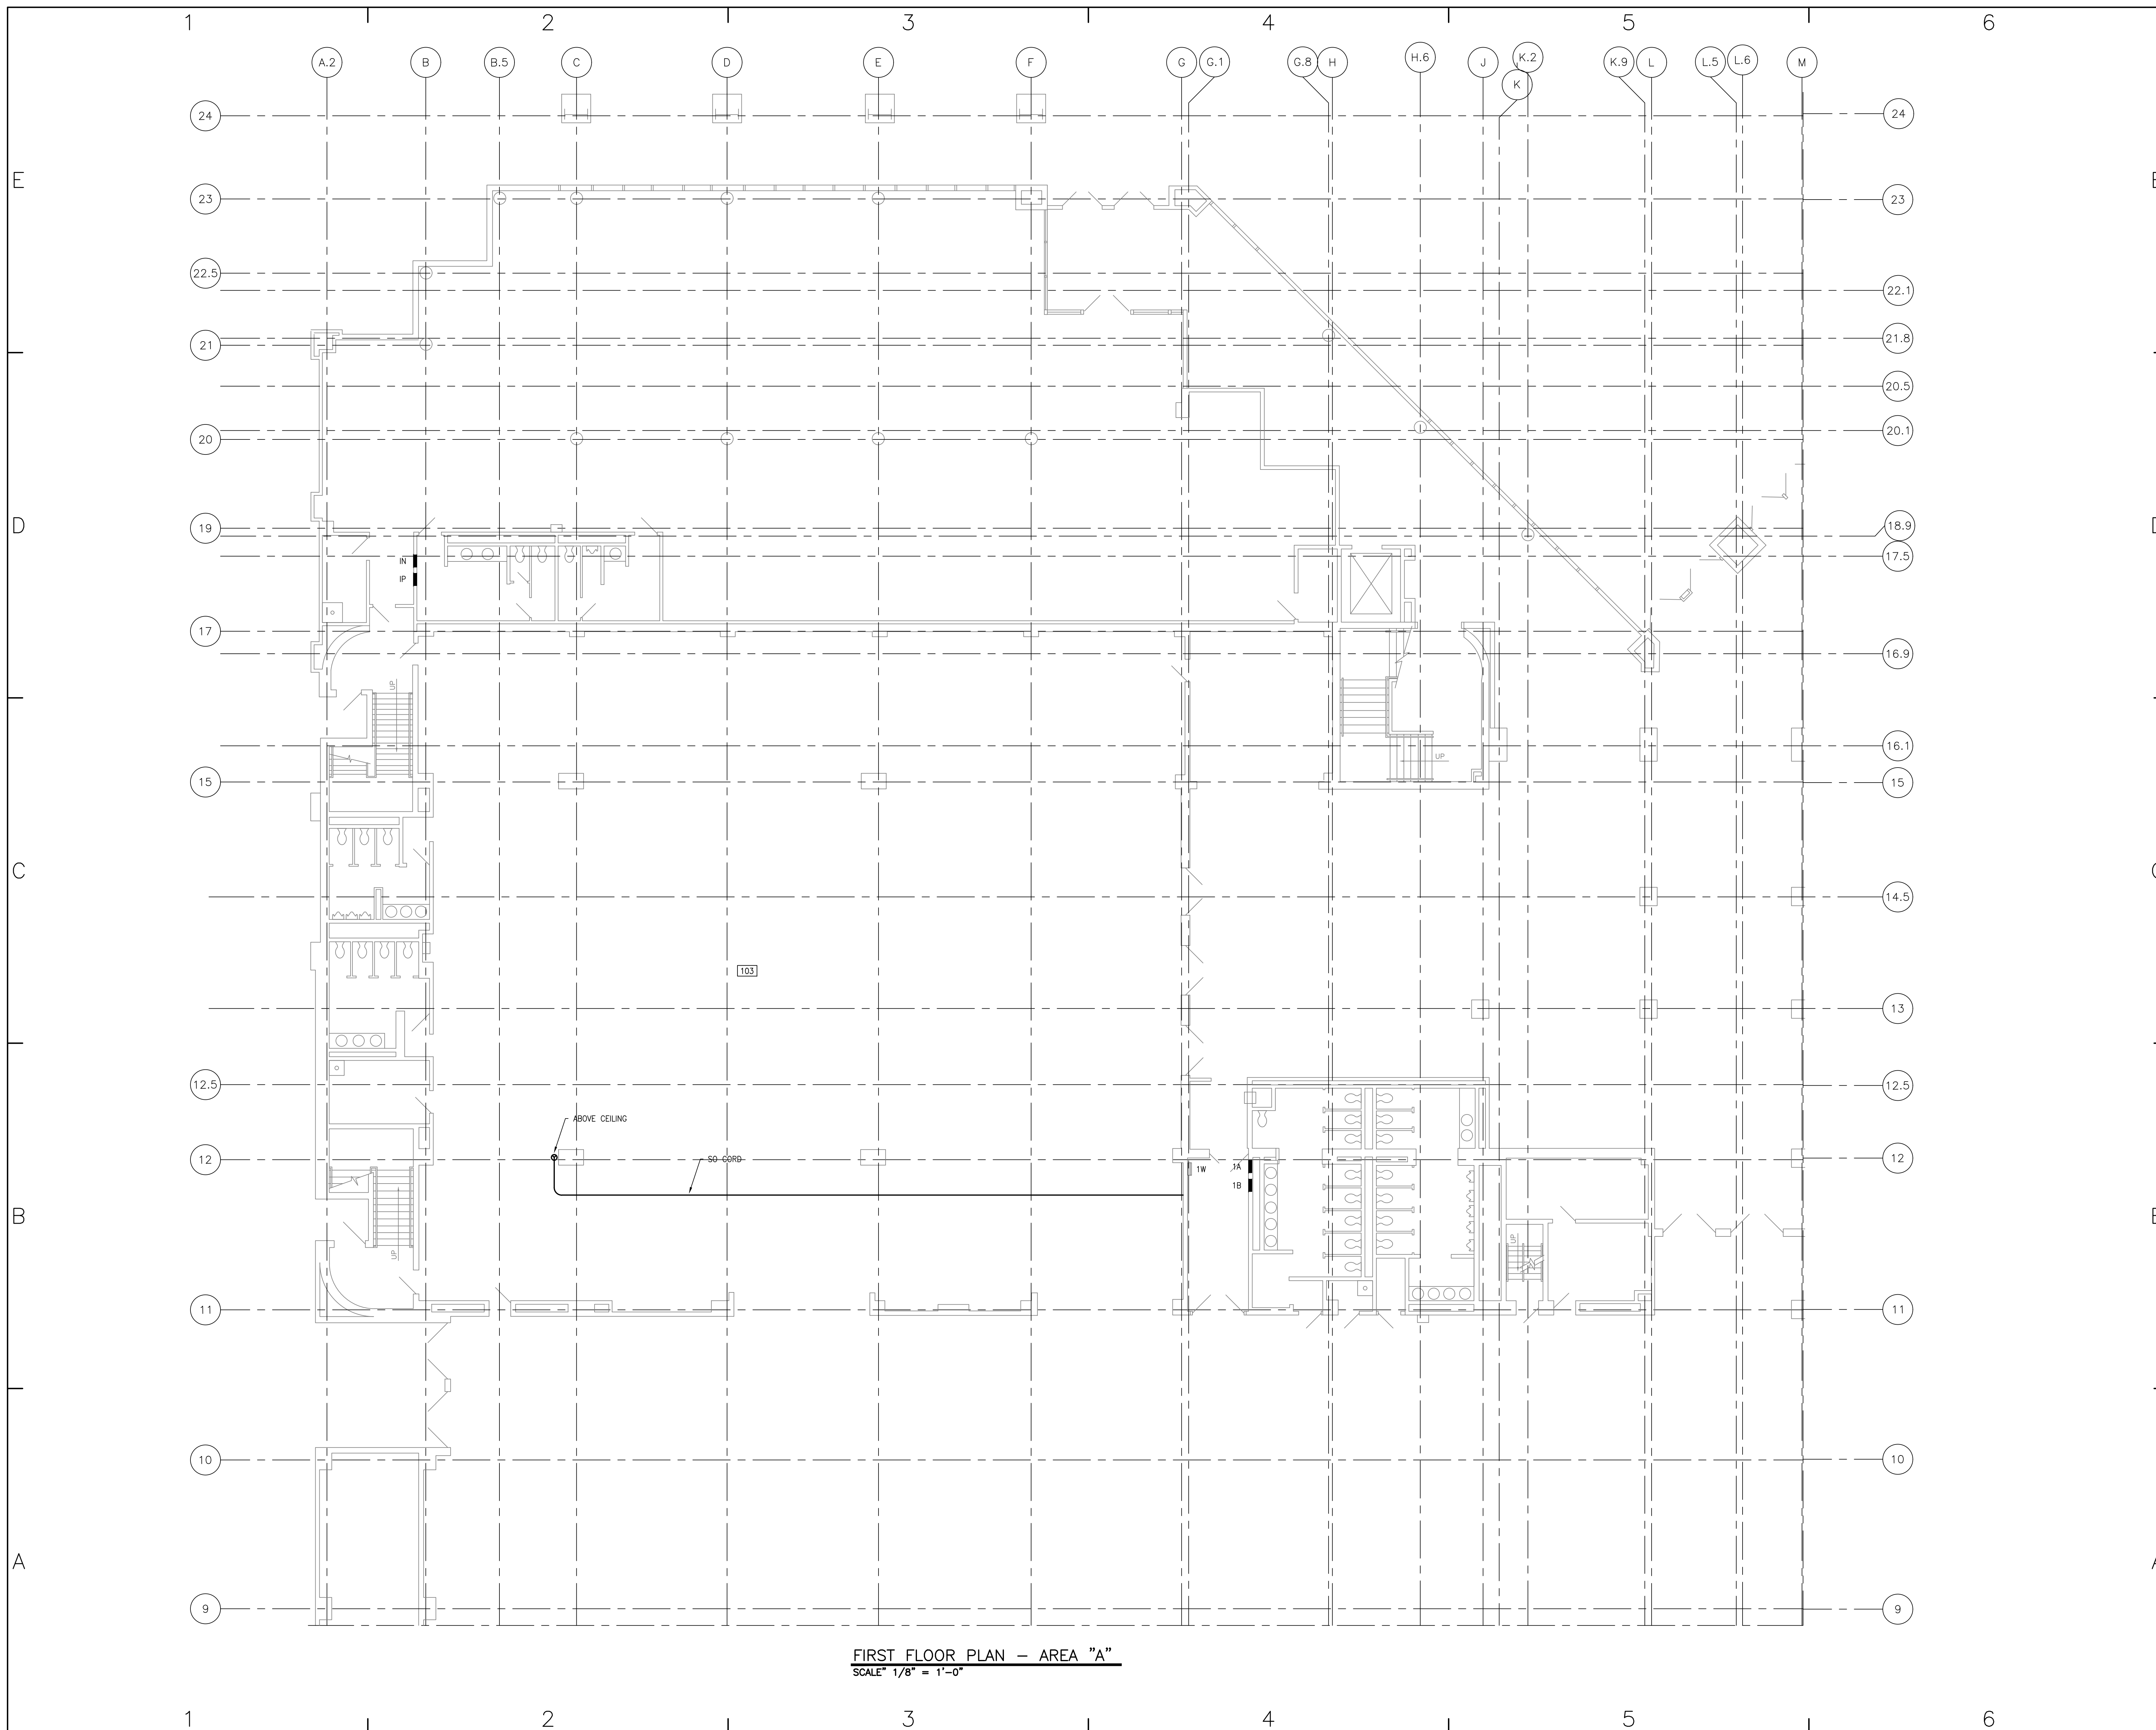 1 2 3 4 5 6
A.2 B B.5 C D E F G G.1 G.8 H H.6 J K.2 K.9 L L.5 L.6 M
K
24 24
E
23 23
22.5
22.1
21 21.8
20.5
20 20.1
D
19 18.9
17.5
IN
IP
17
16.9
UP
16.1
UP
15 15
C
14.5
103
13
12.5 12.5
ABOVE CEILING
12 SO CORD 12
1W 1A
1B
B
UP UP
11 11
10 10
A
9 9
FIRST FLOOR PLAN – AREA "A"
SCALE" 1/8" = 1'–0"
1 2 3 4 5 6